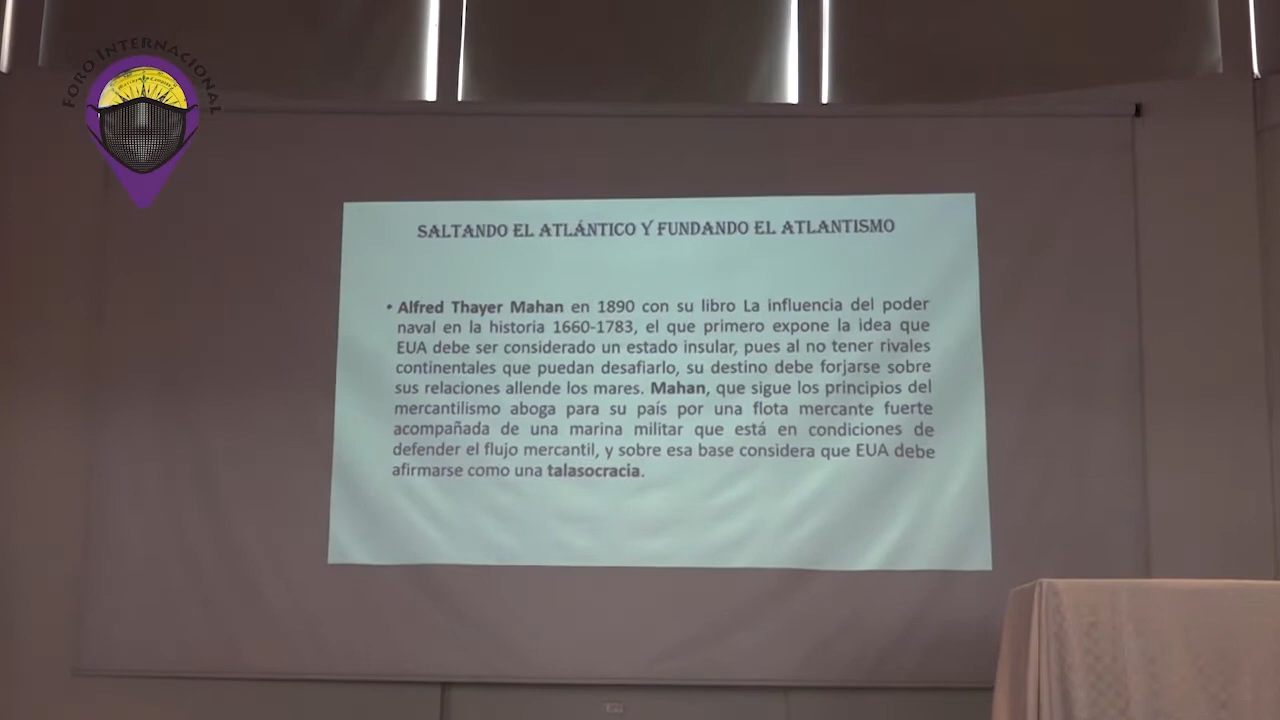 FORO INTERNACIONAL
SALTANDO EL ATLÁNTICO Y FUNDANDO EL ATLANTISMO
• Alfred Thayer Mahan en 1890 con su libro La influencia del poder
naval en la historia 1660-1783, el que primero expone la idea que
EUA debe ser considerado un estado insular, pues al no tener rivales
continentales que puedan desafiarlo, su destino debe forjarse sobre
sus relaciones allende los mares. Mahan, que sigue los principios del
mercantilismo aboga para su país por una flota mercante fuerte
acompañada de una marina militar que está en condiciones de
defender el flujo mercantil, y sobre esa base considera que EUA debe
afirmarse como una talasocracia.